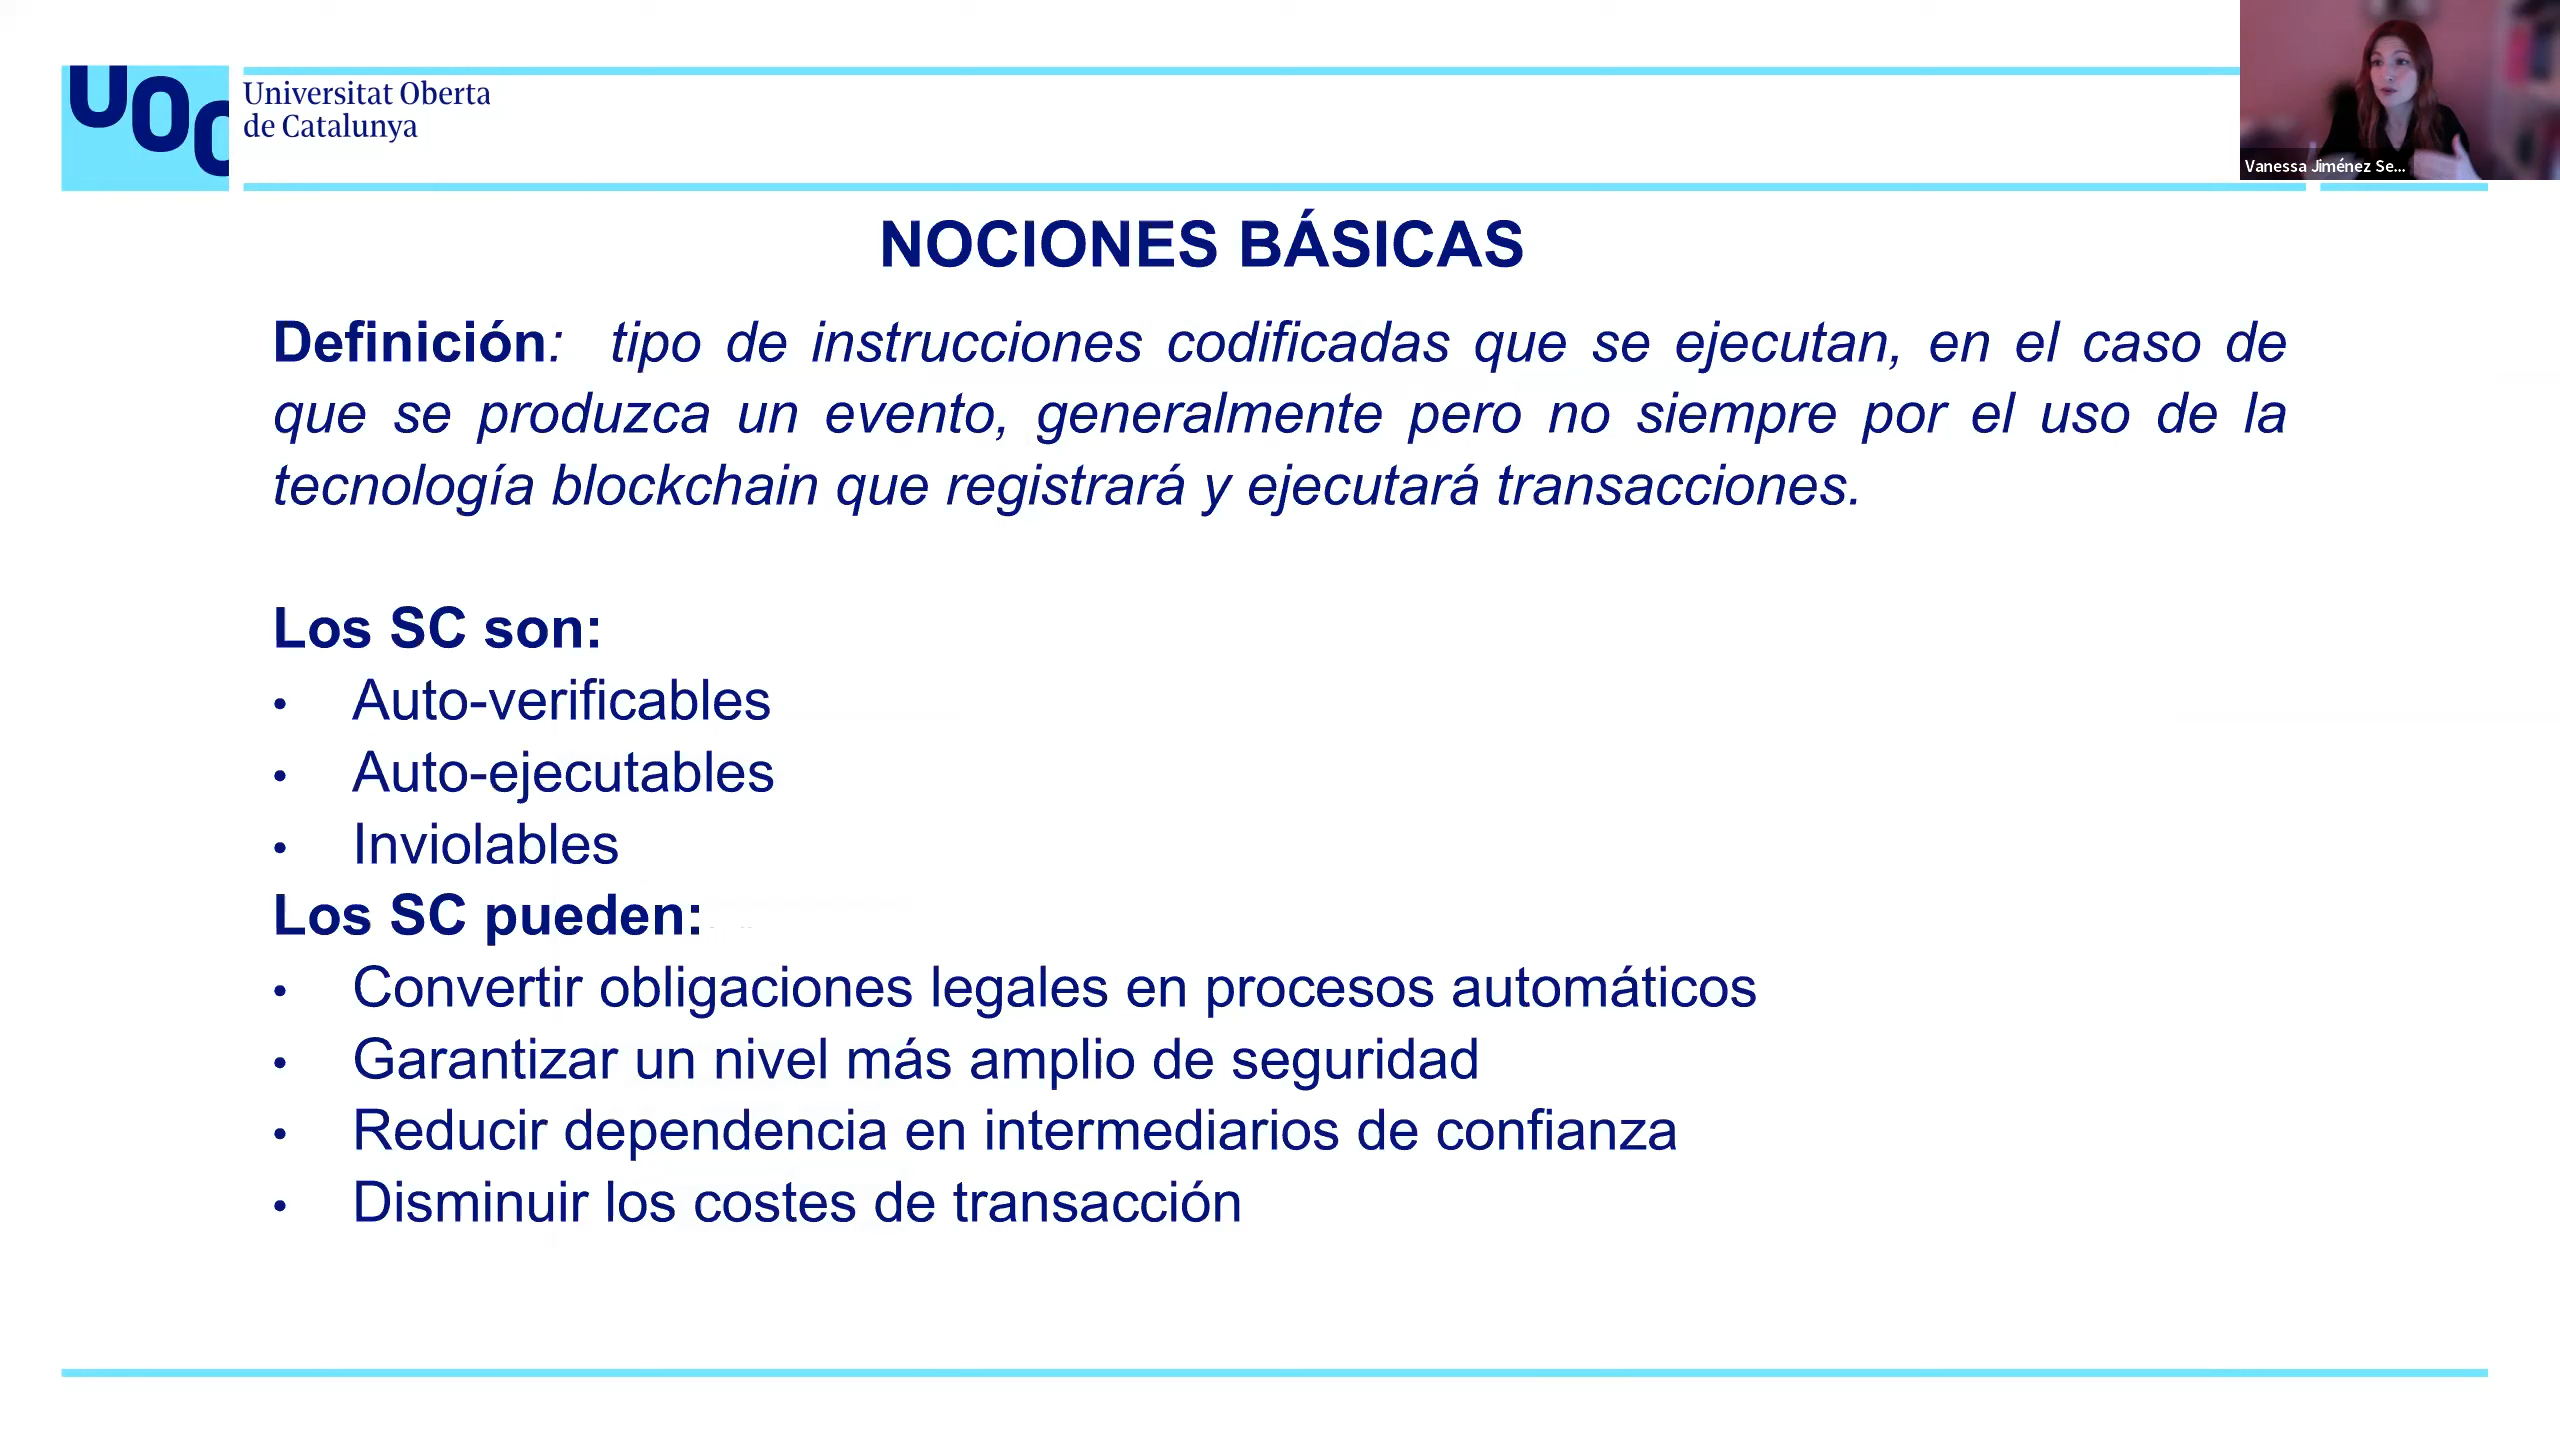 UOC
Universitat Oberta
de Catalunya
Vanessa Jiménez Se...
NOCIONES BÁSICAS
Definición: tipo de instrucciones codificadas que se ejecutan, en el caso de
que se produzca un evento, generalmente pero no siempre por el uso de la
tecnología blockchain que registrará y ejecutará transacciones.
Los SC son:
• Auto-verificables
• Auto-ejecutables
• Inviolables
Los SC pueden:
• Convertir obligaciones legales en procesos automáticos
• Garantizar un nivel más amplio de seguridad
• Reducir dependencia en intermediarios de confianza
• Disminuir los costes de transacción